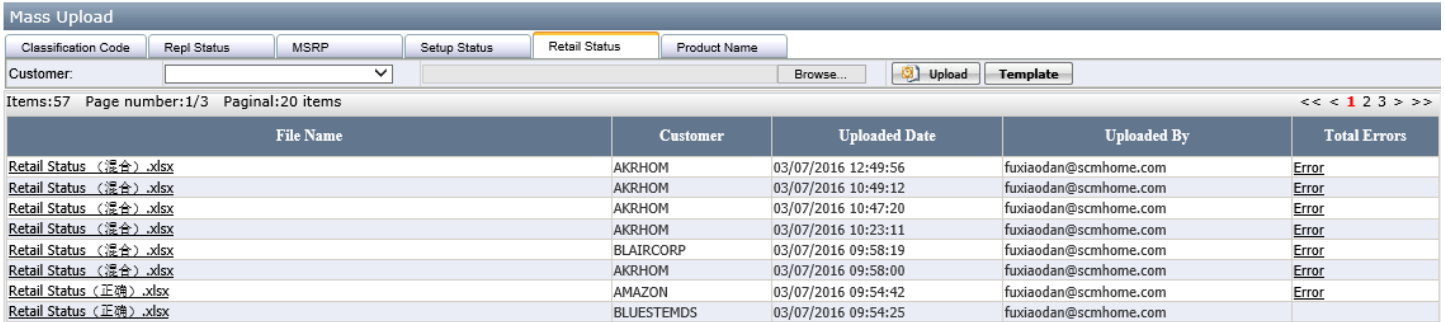 Mass Upload
Classification Code Repl Status MSRP Setup Status Retail Status Product Name
Customer: Browse... Upload Template
Items:57 Page number:1/3 Paginal:20 items << < 1 2 3 > >>
File Name Customer Uploaded Date Uploaded By Total Errors
Retail Status （混合）.xlsx AKRHOM 03/07/2016 12:49:56 fuxiaodan@scmhome.com Error
Retail Status （混合）.xlsx AKRHOM 03/07/2016 10:49:12 fuxiaodan@scmhome.com Error
Retail Status （混合）.xlsx AKRHOM 03/07/2016 10:47:20 fuxiaodan@scmhome.com Error
Retail Status （混合）.xlsx AKRHOM 03/07/2016 10:23:11 fuxiaodan@scmhome.com Error
Retail Status （混合）.xlsx BLAIRCORP 03/07/2016 09:58:19 fuxiaodan@scmhome.com Error
Retail Status （混合）.xlsx AKRHOM 03/07/2016 09:58:00 fuxiaodan@scmhome.com Error
Retail Status（正确）.xlsx AMAZON 03/07/2016 09:54:42 fuxiaodan@scmhome.com Error
Retail Status（正确）.xlsx BLUESTEMDS 03/07/2016 09:54:25 fuxiaodan@scmhome.com